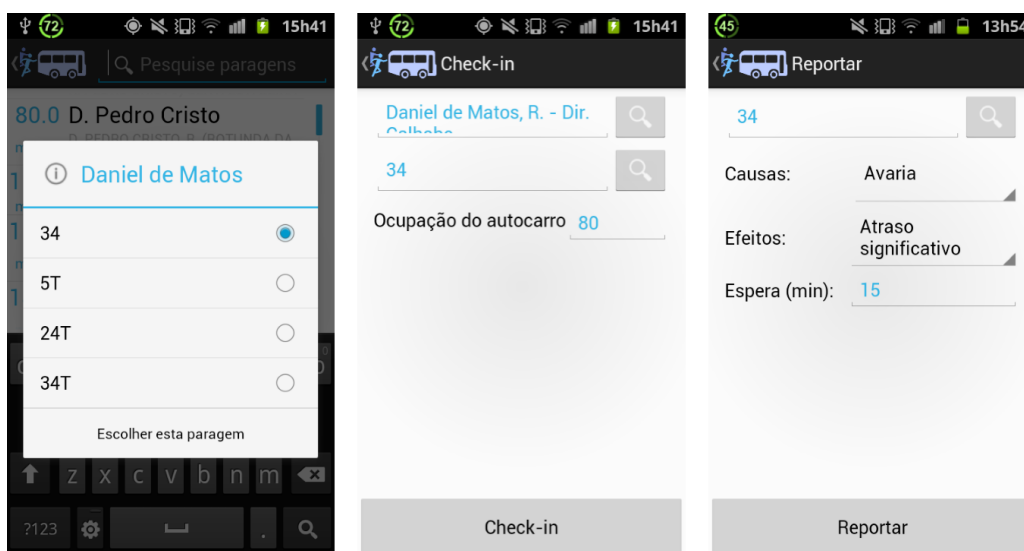 72
15h41
Pesquise paragens
80.0 D. Pedro Cristo
D. PEDRO CRISTO, R. (ROTUNDA DA
Daniel de Matos
34
5T
24T
34T
Escolher esta paragem
z x c v b n m
?123 .
72
15h41
Check-in
Daniel de Matos, R. - Dir.
Calhabe
34
Ocupação do autocarro 80
Check-in
45
13h54
Reportar
34
Causas: Avaria
Efeitos: Atraso
significativo
Espera (min): 15
Reportar